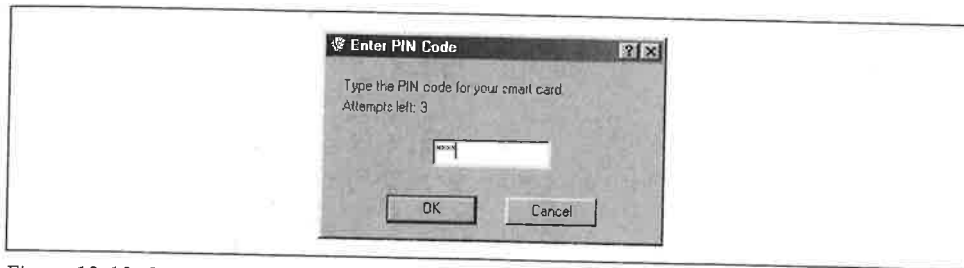 Enter PIN Code
Type the PIN code for your smart card.
Attempts left: 3
****
OK
Cancel